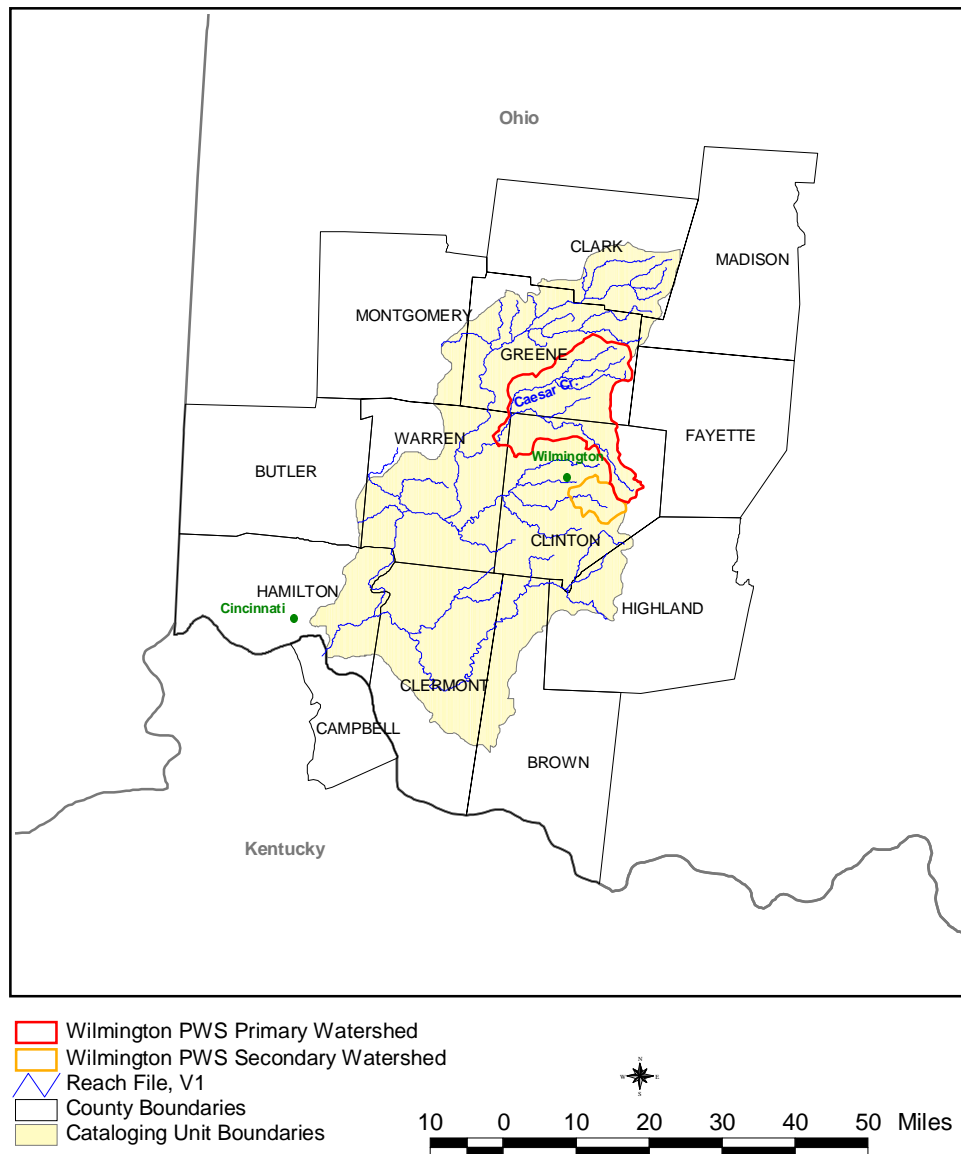 Ohio
CLARK
MADISON
MONTGOMERY
GREENE
Caesar Cr.
WARREN
FAYETTE
BUTLER
Wilmington
CLINTON
HAMILTON
Cincinnati
HIGHLAND
CLERMONT
CAMPBELL
BROWN
Kentucky
Wilmington PWS Primary Watershed
Wilmington PWS Secondary Watershed
Reach File, V1
County Boundaries
Cataloging Unit Boundaries
N
W E
S
10 0 10 20 30 40 50 Miles